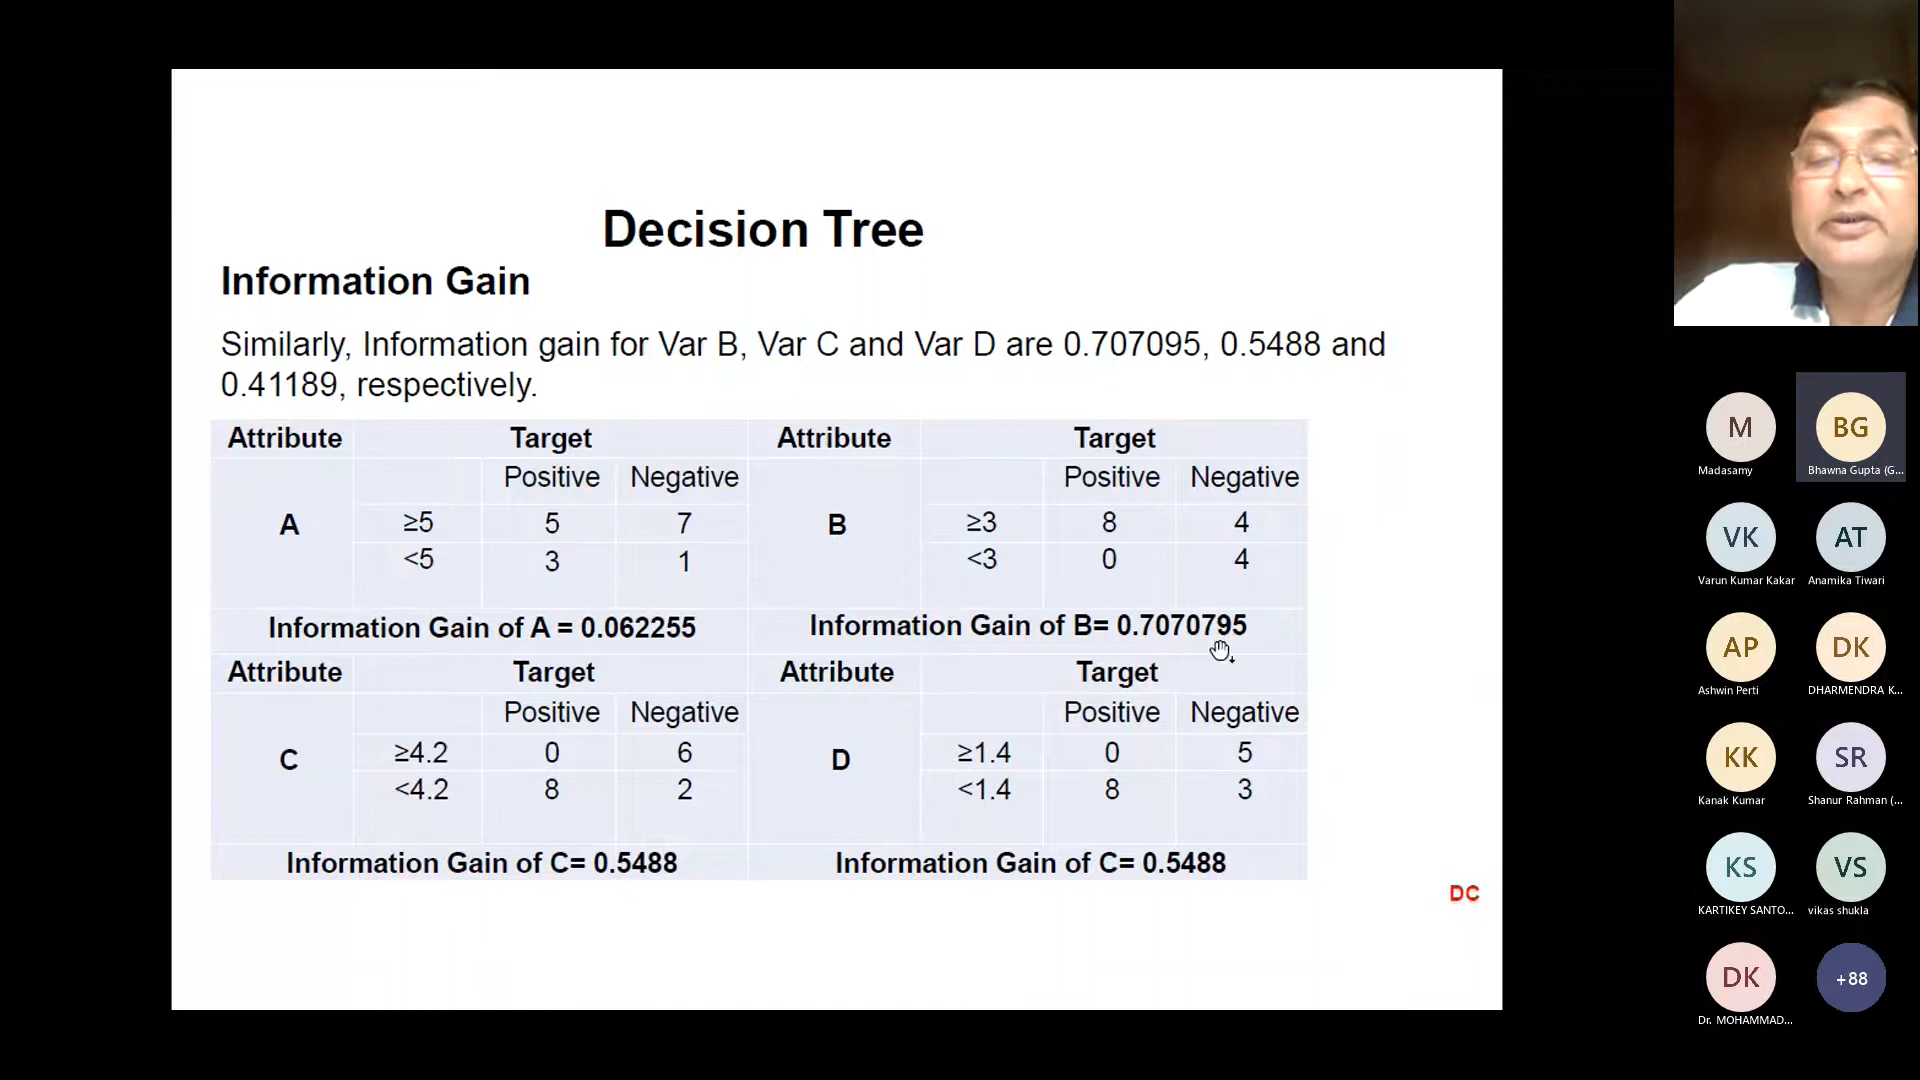 Decision Tree
Information Gain
Similarly, Information gain for Var B, Var C and Var D are 0.707095, 0.5488 and
0.41189, respectively.
Attribute Target Attribute Target
Positive Negative Positive Negative
A ≥5 5 7 B ≥3 8 4
<5 3 1 <3 0 4
Information Gain of A = 0.062255 Information Gain of B= 0.7070795
Attribute Target Attribute Target
Positive Negative Positive Negative
C ≥4.2 0 6 D ≥1.4 0 5
<4.2 8 2 <1.4 8 3
Information Gain of C= 0.5488 Information Gain of C= 0.5488
DC
M BG
Madasamy Bhawna Gupta (G...
VK AT
Varun Kumar Kakar Anamika Tiwari
AP DK
Ashwin Perti DHARMENDRA K...
KK SR
Kanak Kumar Shanur Rahman (...
KS VS
KARTIKEY SANTO... vikas shukla
DK +88
Dr. MOHAMMAD...